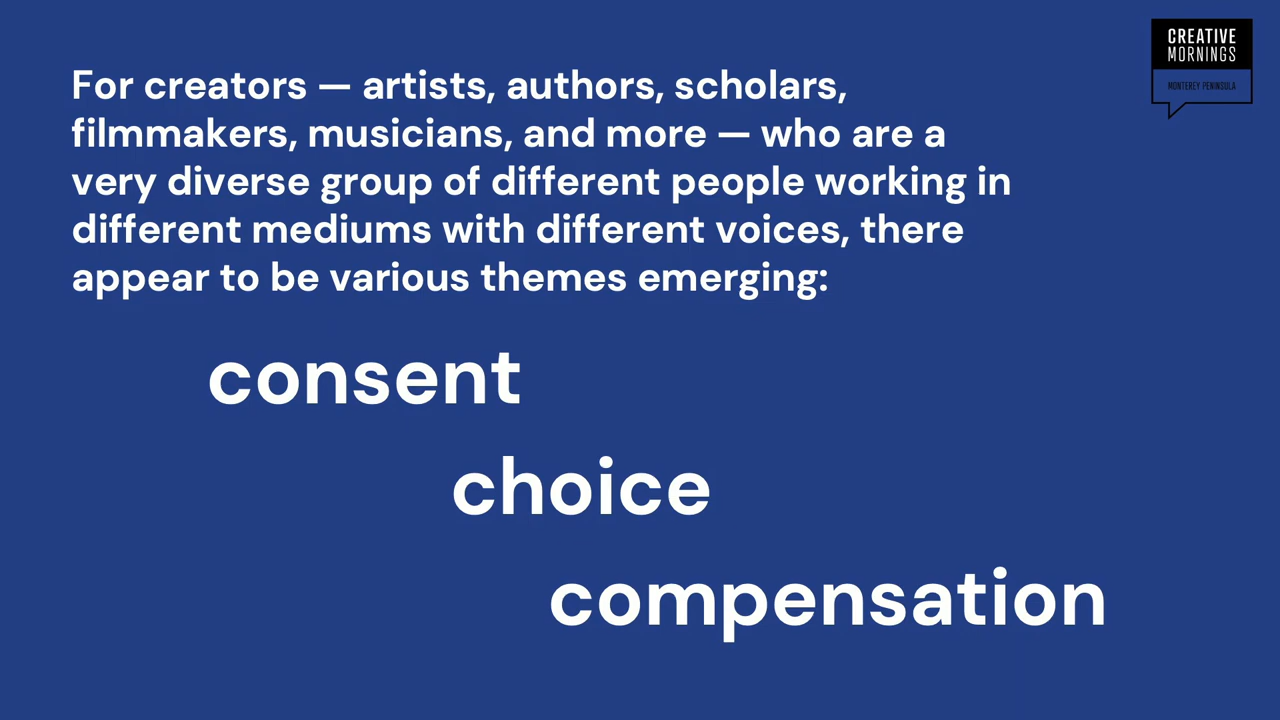 CREATIVE
MORNINGS
MONTEREY PENINSULA
For creators — artists, authors, scholars,
filmmakers, musicians, and more — who are a
very diverse group of different people working in
different mediums with different voices, there
appear to be various themes emerging:
consent
choice
compensation